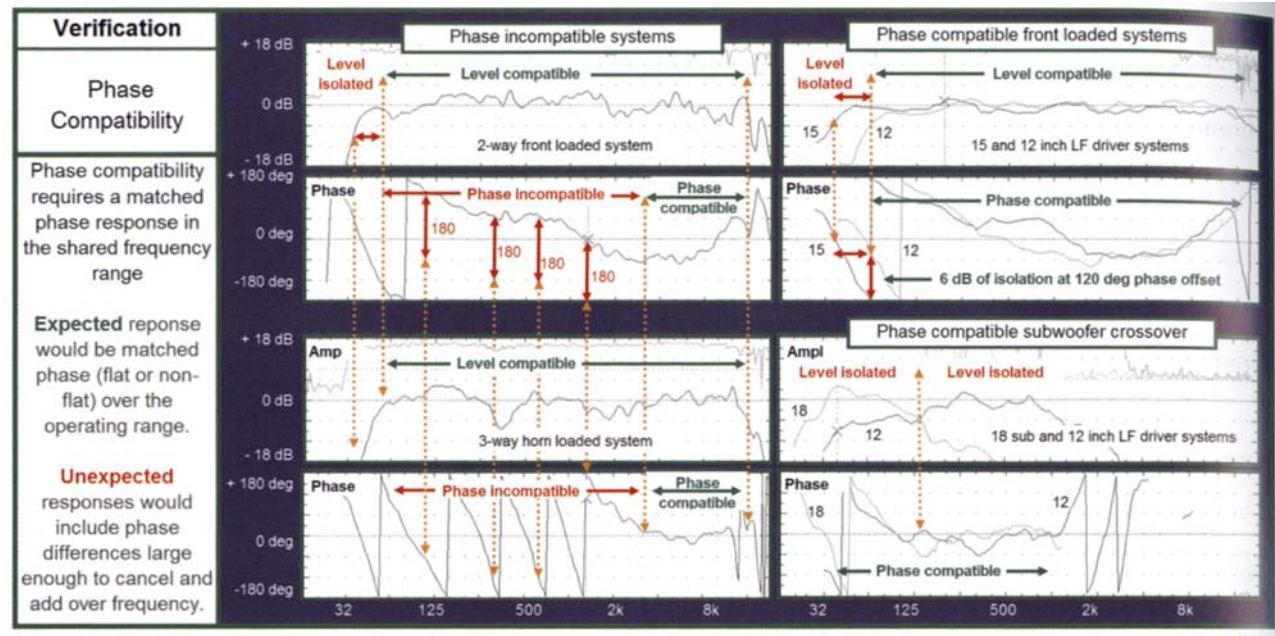 Verification
Phase
Compatibility
Phase compatibility
requires a matched
phase response in
the shared frequency
range
Expected reponse
would be matched
phase (flat or non-
flat) over the
operating range.
Unexpected
responses would
include phase
differences large
enough to cancel and
add over frequency.
Phase incompatible systems
+ 18 dB
0 dB
- 18 dB
Level
isolated
Level compatible
2-way front loaded system
+ 180 deg
0 deg
-180 deg
Phase
Phase incompatible
Phase
compatible
180
180
180
180
+ 18 dB
0 dB
- 18 dB
Amp
Level compatible
3-way horn loaded system
+ 180 deg
0 deg
-180 deg
Phase
Phase incompatible
Phase
compatible
32 125 500 2k 8k
Phase compatible front loaded systems
Level
isolated
Level compatible
15
12
15 and 12 inch LF driver systems
Phase
Phase compatible
15
12
6 dB of isolation at 120 deg phase offset
Phase compatible subwoofer crossover
Ampl
Level isolated
Level isolated
18
12
18 sub and 12 inch LF driver systems
Phase
18
12
Phase compatible
32 125 500 2k 8k